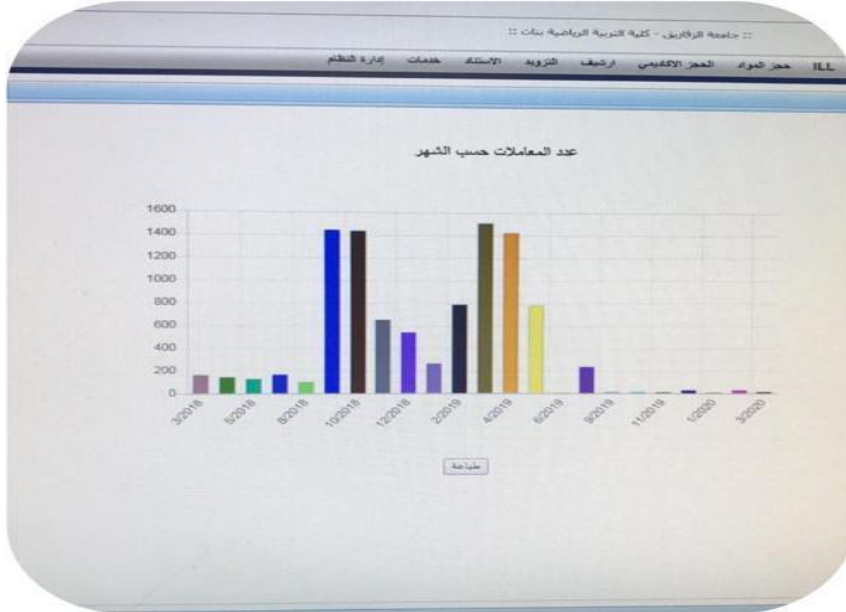 :: جامعة الزقازيق - كلية التربية الرياضية بنات ::
ILL حجز المواد الحجز الاكاديمي ارشيف التزويد الاستناد خدمات إدارة النظام
عدد المعاملات حسب الشهر
1600
1400
1200
1000
800
600
400
200
0
3/2018 5/2018 8/2018 10/2018 12/2018 2/2019 4/2019 6/2019 9/2019 11/2019 1/2020 3/2020
طباعة